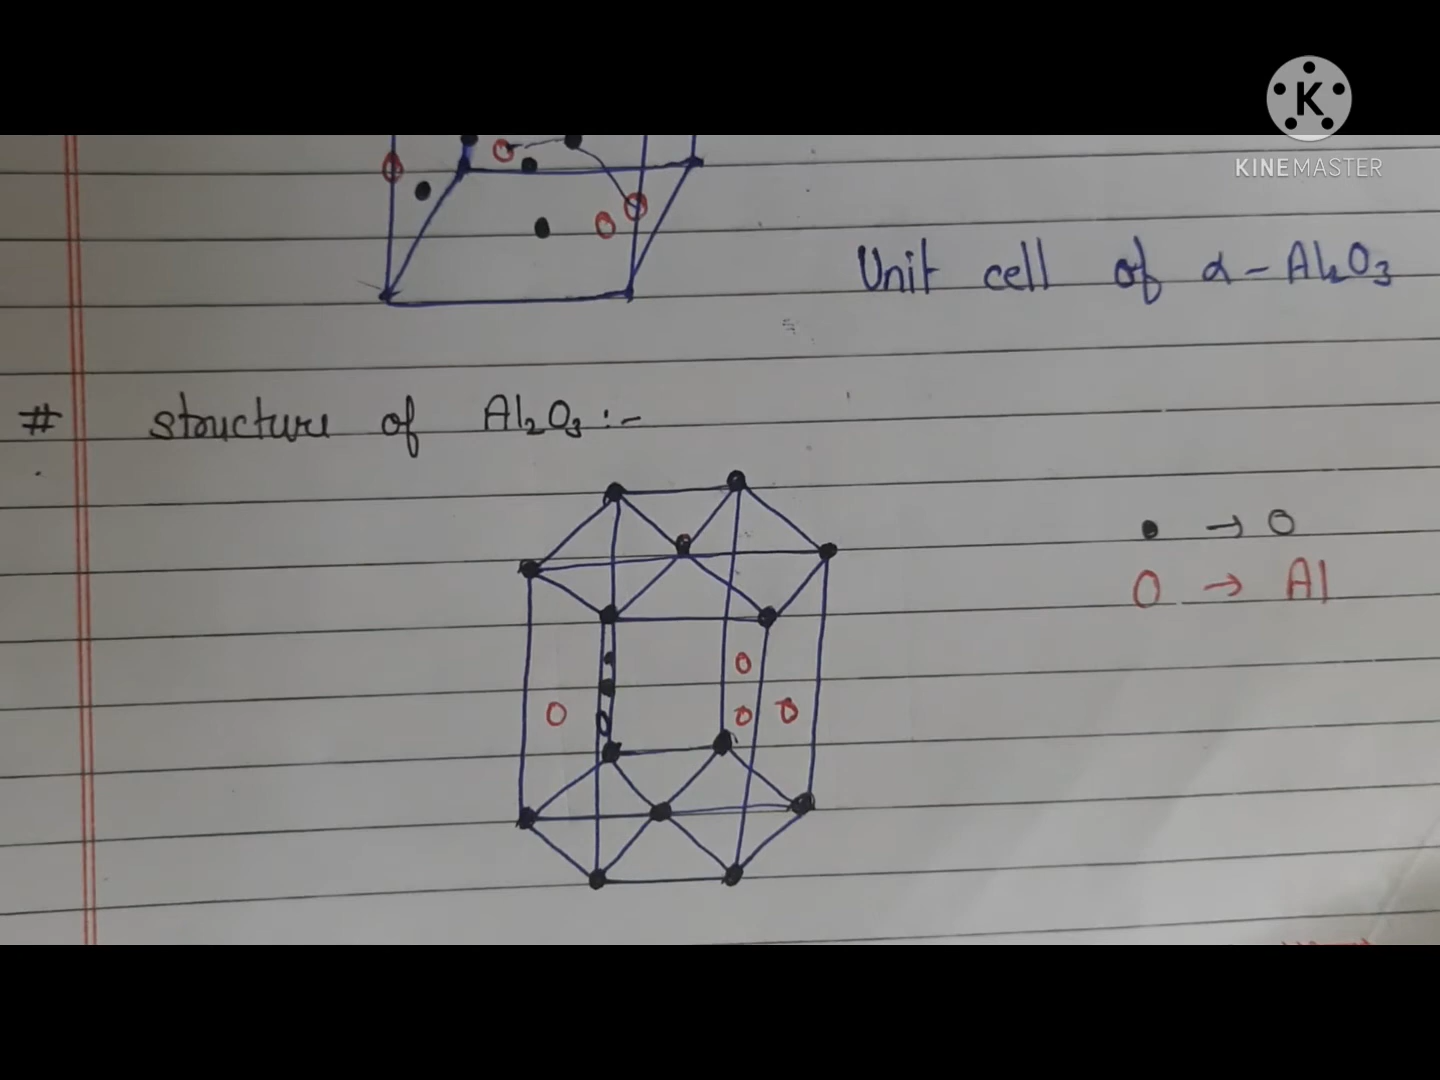 K
KINEMASTER
Unit cell of α - Al₂O₃
# structure of Al₂O₃ :-
• → O
O → Al